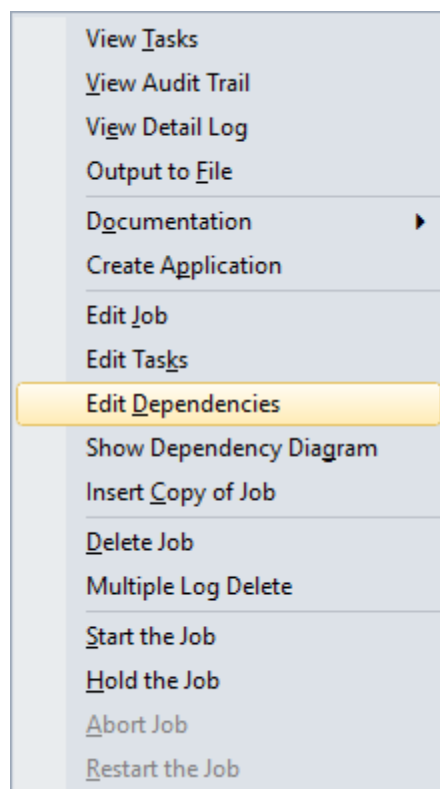 View Tasks
View Audit Trail
View Detail Log
Output to File
Documentation
Create Application
Edit Job
Edit Tasks
Edit Dependencies
Show Dependency Diagram
Insert Copy of Job
Delete Job
Multiple Log Delete
Start the Job
Hold the Job
Abort Job
Restart the Job